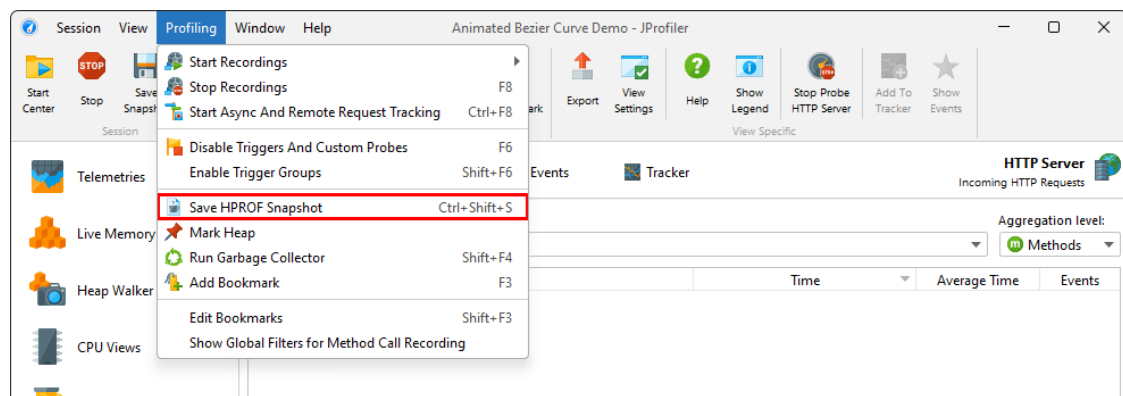 Session View Profiling Window Help Animated Bezier Curve Demo - JProfiler
Start Recordings
Stop Recordings F8
Start Async And Remote Request Tracking Ctrl+F8
Disable Triggers And Custom Probes F6
Enable Trigger Groups Shift+F6
Save HPROF Snapshot Ctrl+Shift+S
Mark Heap
Run Garbage Collector Shift+F4
Add Bookmark F3
Edit Bookmarks Shift+F3
Show Global Filters for Method Call Recording
Start
Center
STOP
Stop
Save
Snapsh
Session
ark
Export
View
Settings
Help
Show
Legend
STOP
Stop Probe
HTTP Server
Add To
Tracker
Show
Events
View Specific
Telemetries
Live Memory
Heap Walker
CPU Views
Events
Tracker
HTTP Server
Incoming HTTP Requests
Aggregation level:
m Methods
Time Average Time Events